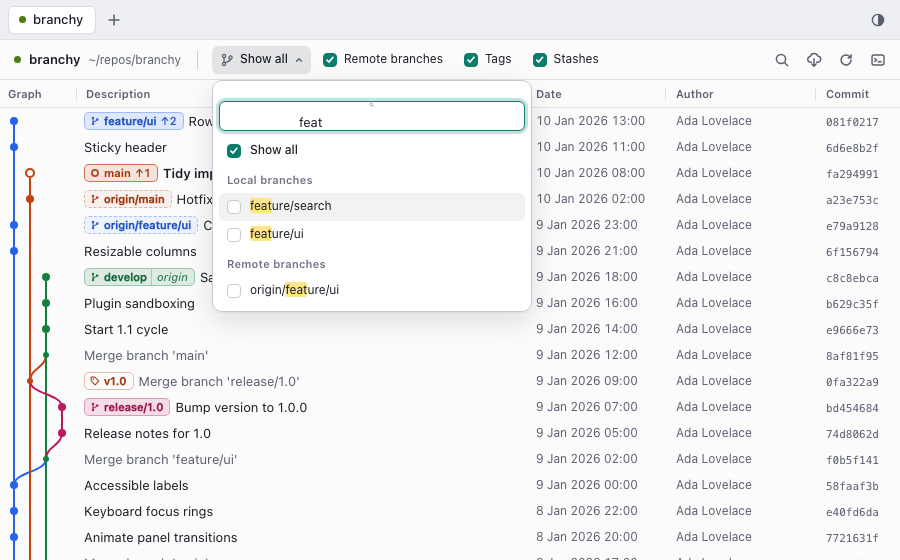 branchy
branchy ~/repos/branchy Show all Remote branches Tags Stashes
Graph Description Date Author Commit
feat
Show all
Local branches
feature/search
feature/ui
Remote branches
origin/feature/ui
feature/ui ↑2 Row 10 Jan 2026 13:00 Ada Lovelace 081f0217
Sticky header 10 Jan 2026 11:00 Ada Lovelace 6d6e8b2f
main ↑1 Tidy imp 10 Jan 2026 08:00 Ada Lovelace fa294991
origin/main Hotfix 10 Jan 2026 02:00 Ada Lovelace a23e753c
origin/feature/ui C 9 Jan 2026 23:00 Ada Lovelace e79a9128
Resizable columns 9 Jan 2026 21:00 Ada Lovelace 6f156794
develop origin Sa 9 Jan 2026 18:00 Ada Lovelace c8c8ebca
Plugin sandboxing 9 Jan 2026 16:00 Ada Lovelace b629c35f
Start 1.1 cycle 9 Jan 2026 14:00 Ada Lovelace e9666e73
Merge branch 'main' 9 Jan 2026 12:00 Ada Lovelace 8af81f95
v1.0 Merge branch 'release/1.0' 9 Jan 2026 09:00 Ada Lovelace 0fa322a9
release/1.0 Bump version to 1.0.0 9 Jan 2026 07:00 Ada Lovelace bd454684
Release notes for 1.0 9 Jan 2026 05:00 Ada Lovelace 74d8062d
Merge branch 'feature/ui' 9 Jan 2026 02:00 Ada Lovelace f0b5f141
Accessible labels 9 Jan 2026 00:00 Ada Lovelace 58faaf3b
Keyboard focus rings 8 Jan 2026 22:00 Ada Lovelace e40fd6da
Animate panel transitions 8 Jan 2026 20:00 Ada Lovelace 7721631f